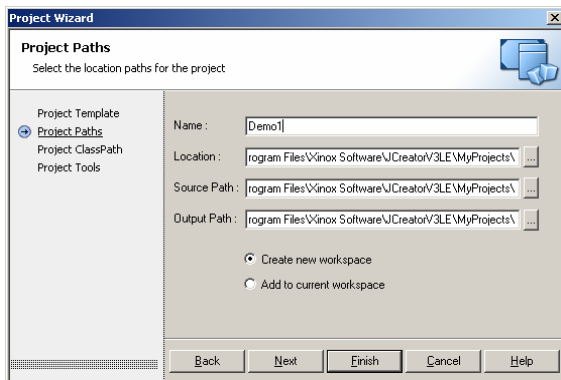 Project Wizard
Project Paths
Select the location paths for the project
Project Template
Project Paths
Project ClassPath
Project Tools
Name : Demo1
Location : rogram Files\Xinox Software\JCreatorV3LE\MyProjects\ ...
Source Path : rogram Files\Xinox Software\JCreatorV3LE\MyProjects\ ...
Output Path : rogram Files\Xinox Software\JCreatorV3LE\MyProjects\ ...
Create new workspace
Add to current workspace
Back Next Finish Cancel Help